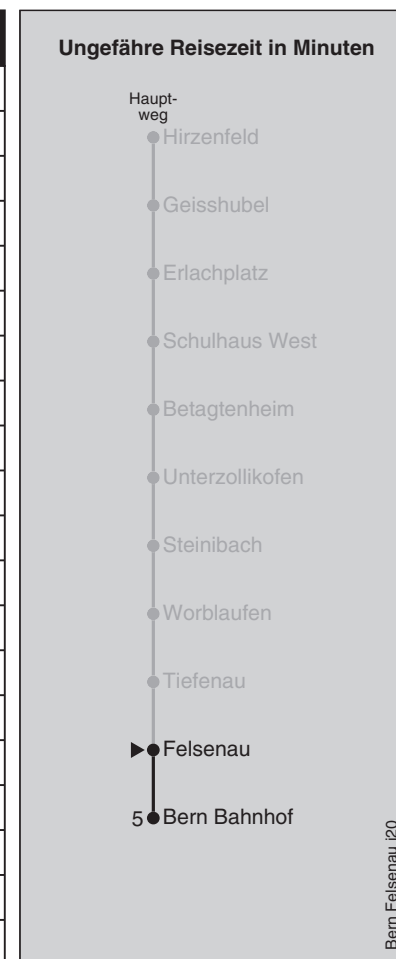 Ungefähre Reisezeit in Minuten
Haupt-
weg
Hirzenfeld
Geisshubel
Erlachplatz
Schulhaus West
Betagtenheim
Unterzollikofen
Steinibach
Worblaufen
Tiefenau
Felsenau
5 Bern Bahnhof
Bern Felsenau j20